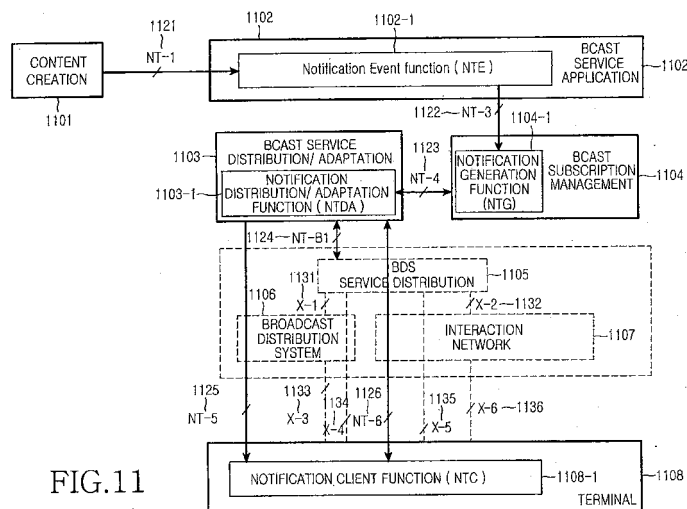 1121
NT-1
1102
1102-1
CONTENT
CREATION
1101
Notification Event function ( NTE )
BCAST SERVICE
APPLICATION
1102
1122
NT-3
1104-1
1103
BCAST SERVICE
DISTRIBUTION/ ADAPTATION
1103-1
NOTIFICATION
DISTRIBUTION/ADAPTATION
FUNCTION ( NTDA )
1123
NT-4
NOTIFICATION
GENERATION
FUNCTION
(NTG)
BCAST
SUBSCRIPTION
MANAGEMENT
1104
1124
NT-B1
BDS
SERVICE DISTRIBUTION
1105
1131
X-1
X-2
1132
1106
BROADCAST
DISTRIBUTION
SYSTEM
INTERACTION
NETWORK
1107
1125
NT-5
1133
X-3
1134
X-4
1126
NT-6
1135
X-5
X-6
1136
NOTIFICATION CLIENT FUNCTION ( NTC )
1108-1
1108
TERMINAL
FIG.11